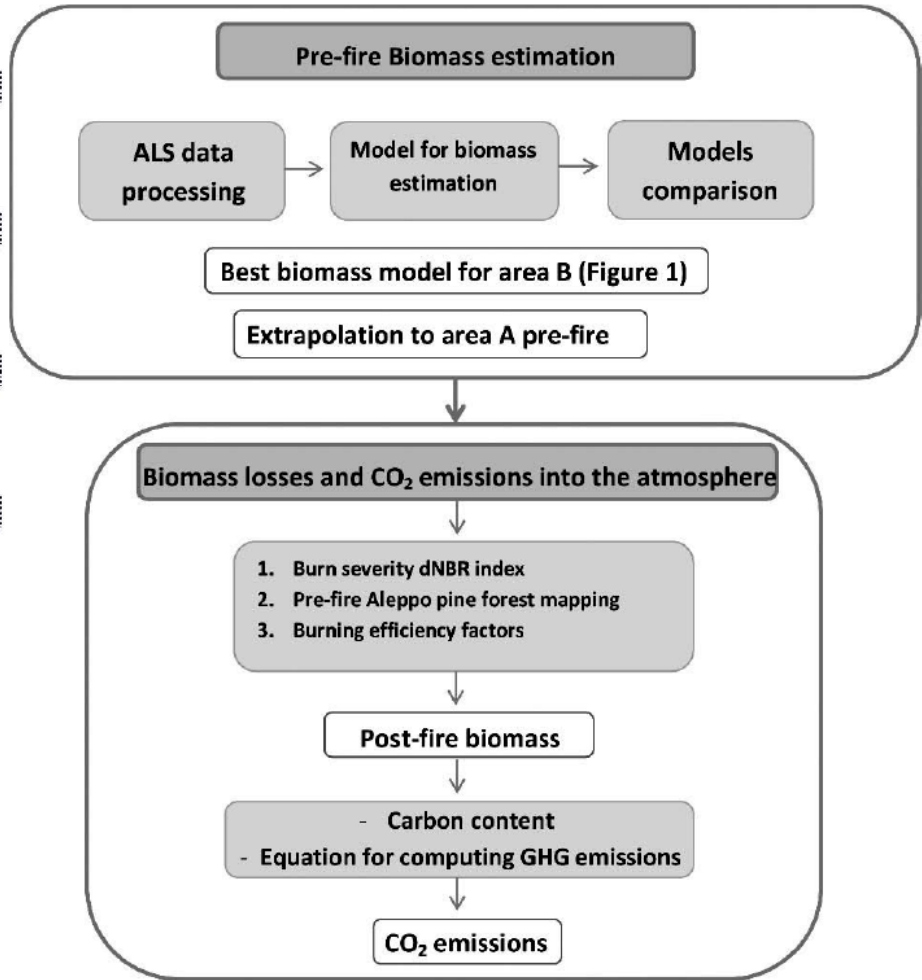 Pre-fire Biomass estimation
ALS data
processing
Model for biomass
estimation
Models
comparison
Best biomass model for area B (Figure 1)
Extrapolation to area A pre-fire
Biomass losses and CO₂ emissions into the atmosphere
1. Burn severity dNBR index
2. Pre-fire Aleppo pine forest mapping
3. Burning efficiency factors
Post-fire biomass
- Carbon content
- Equation for computing GHG emissions
CO₂ emissions